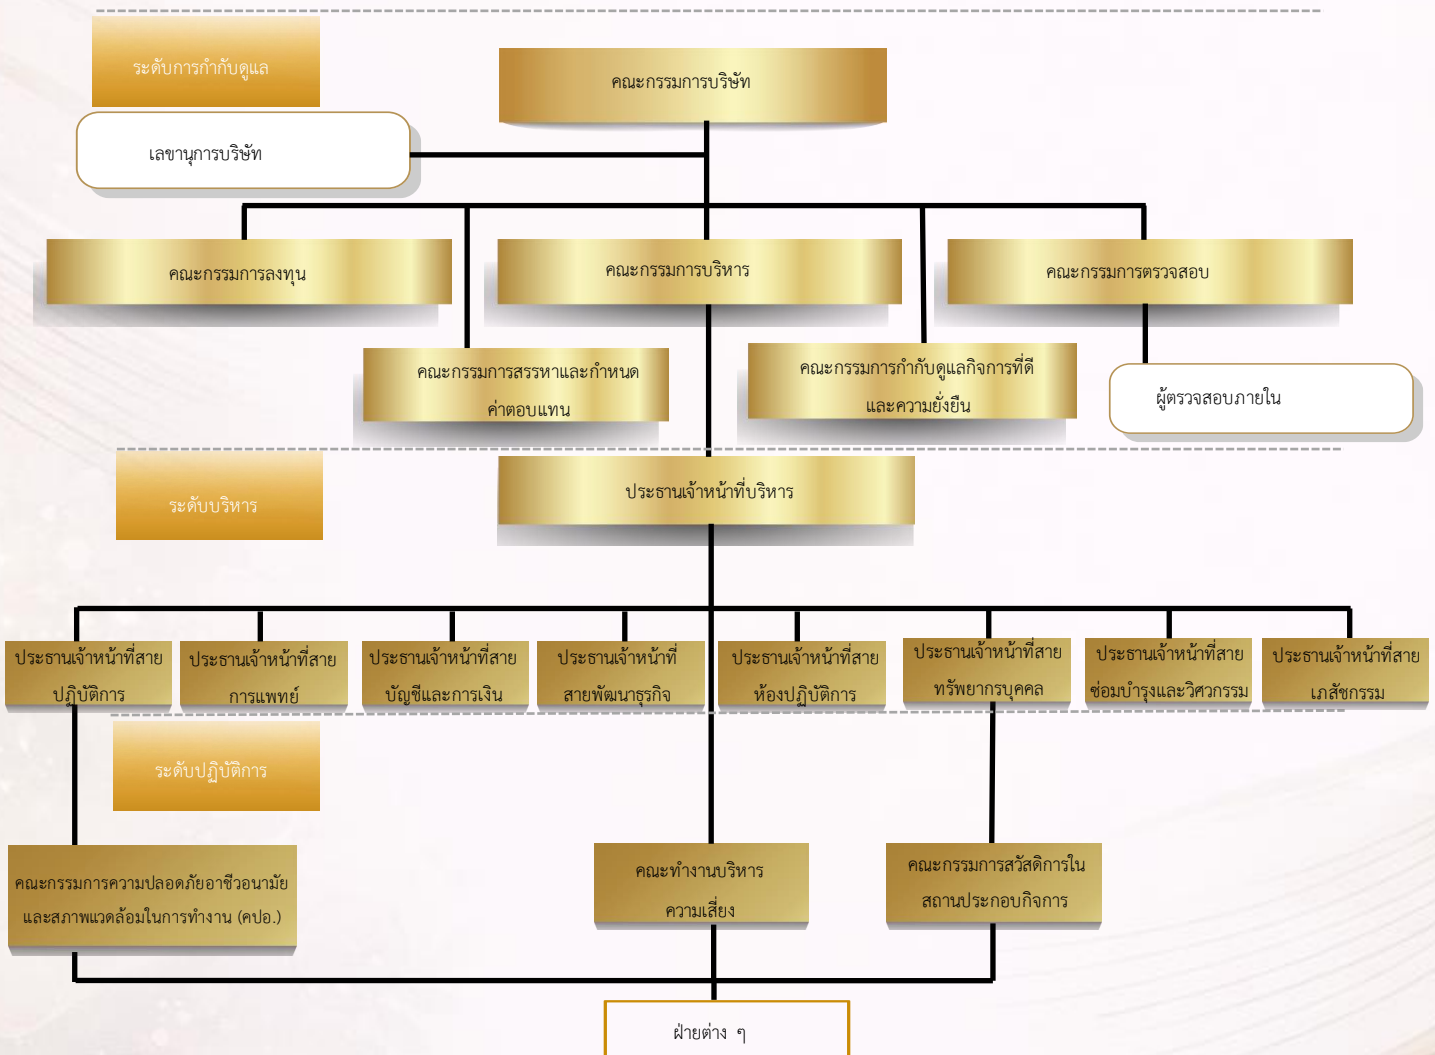 ระดับการกำกับดูแล
คณะกรรมการบริษัท
เลขานุการบริษัท
คณะกรรมการลงทุน
คณะกรรมการบริหาร
คณะกรรมการตรวจสอบ
คณะกรรมการสรรหาและกำหนด
ค่าตอบแทน
คณะกรรมการกำกับดูแลกิจการที่ดี
และความยั่งยืน
ผู้ตรวจสอบภายใน
ระดับบริหาร
ประธานเจ้าหน้าที่บริหาร
ประธานเจ้าหน้าที่สาย
ปฏิบัติการ
ประธานเจ้าหน้าที่สาย
การแพทย์
ประธานเจ้าหน้าที่สาย
บัญชีและการเงิน
ประธานเจ้าหน้าที่
สายพัฒนาธุรกิจ
ประธานเจ้าหน้าที่สาย
ห้องปฏิบัติการ
ประธานเจ้าหน้าที่สาย
ทรัพยากรบุคคล
ประธานเจ้าหน้าที่สาย
ซ่อมบำรุงและวิศวกรรม
ประธานเจ้าหน้าที่สาย
เภสัชกรรม
ระดับปฏิบัติการ
คณะกรรมการความปลอดภัยอาชีวอนามัย
และสภาพแวดล้อมในการทำงาน (คปอ.)
คณะทำงานบริหาร
ความเสี่ยง
คณะกรรมการสวัสดิการใน
สถานประกอบกิจการ
ฝ่ายต่าง ๆ